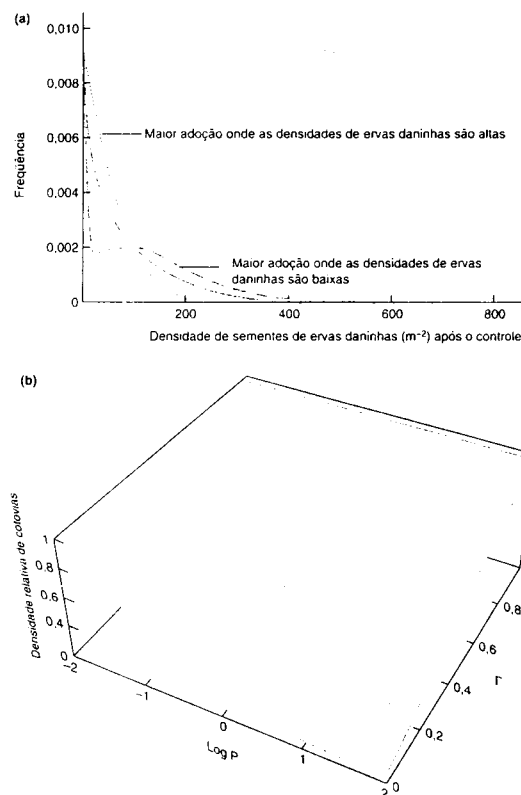 (a)
0,010
0,008
0,006
0,004
0,002
0
Freqüência
Maior adoção onde as densidades de ervas daninhas são altas
Maior adoção onde as densidades de ervas
daninhas são baixas
200
400
600
800
Densidade de sementes de ervas daninhas (m⁻²) após o controle
(b)
Densidade relativa de cotovias
1
0,8
0,6
0,4
0
-2
-1
0
1
2
Log ρ
0
0,2
0,4
0,6
0,8
Γ